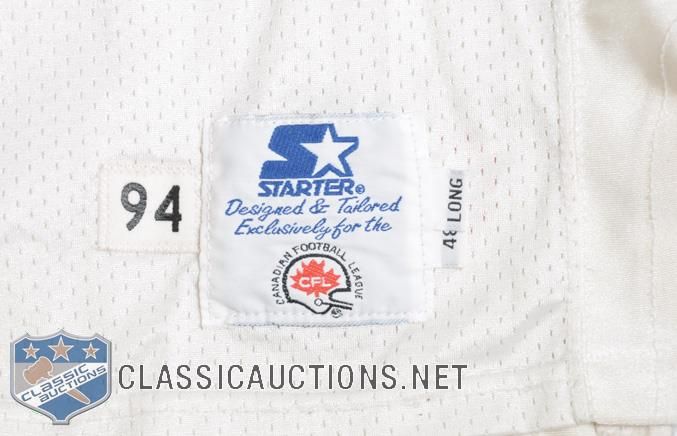 94
STARTER®
Designed & Tailored
Exclusively for the
CANADIAN FOOTBALL LEAGUE
CFL
48 LONG
CLASSIC AUCTIONS
CLASSICAUCTIONS.NET